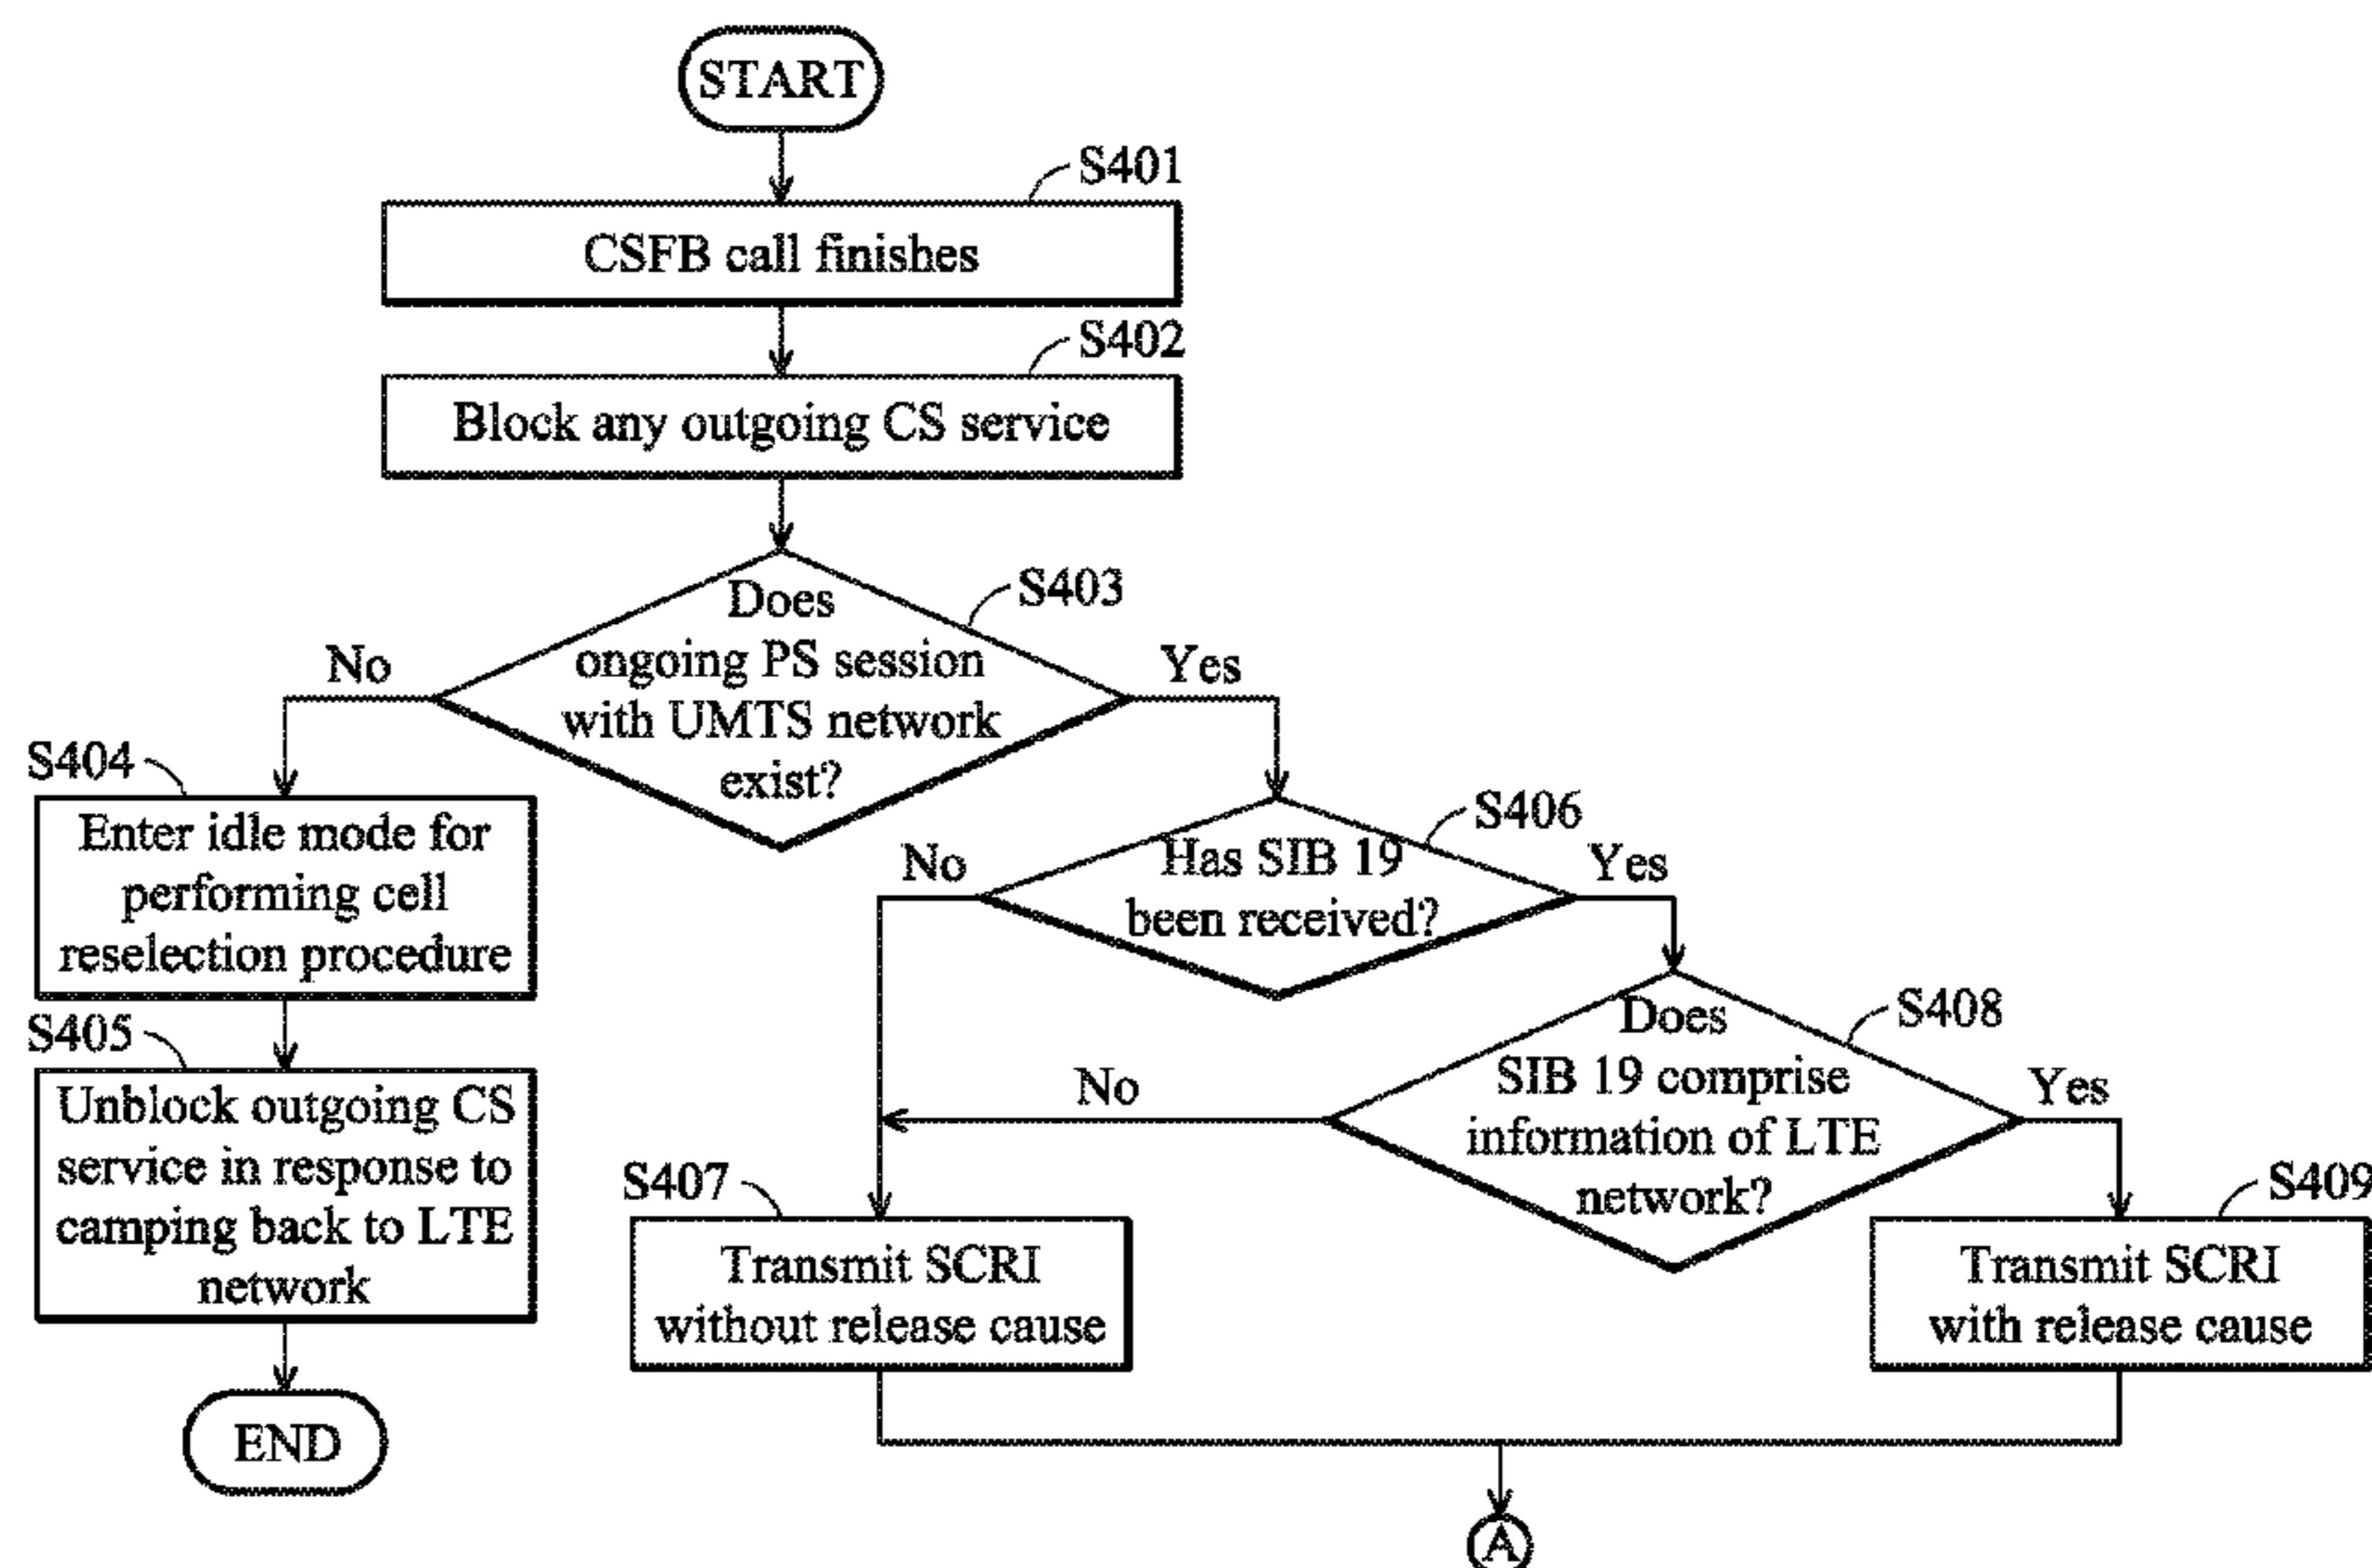 START
S401
CSFB call finishes
S402
Block any outgoing CS service
S403
Does
ongoing PS session
with UMTS network
exist?
No
Yes
S404
Enter idle mode for
performing cell
reselection procedure
S405
Unblock outgoing CS
service in response to
camping back to LTE
network
END
S406
Has SIB 19
been received?
No
Yes
S408
Does
SIB 19 comprise
information of LTE
network?
No
Yes
S407
Transmit SCRI
without release cause
S409
Transmit SCRI
with release cause
A